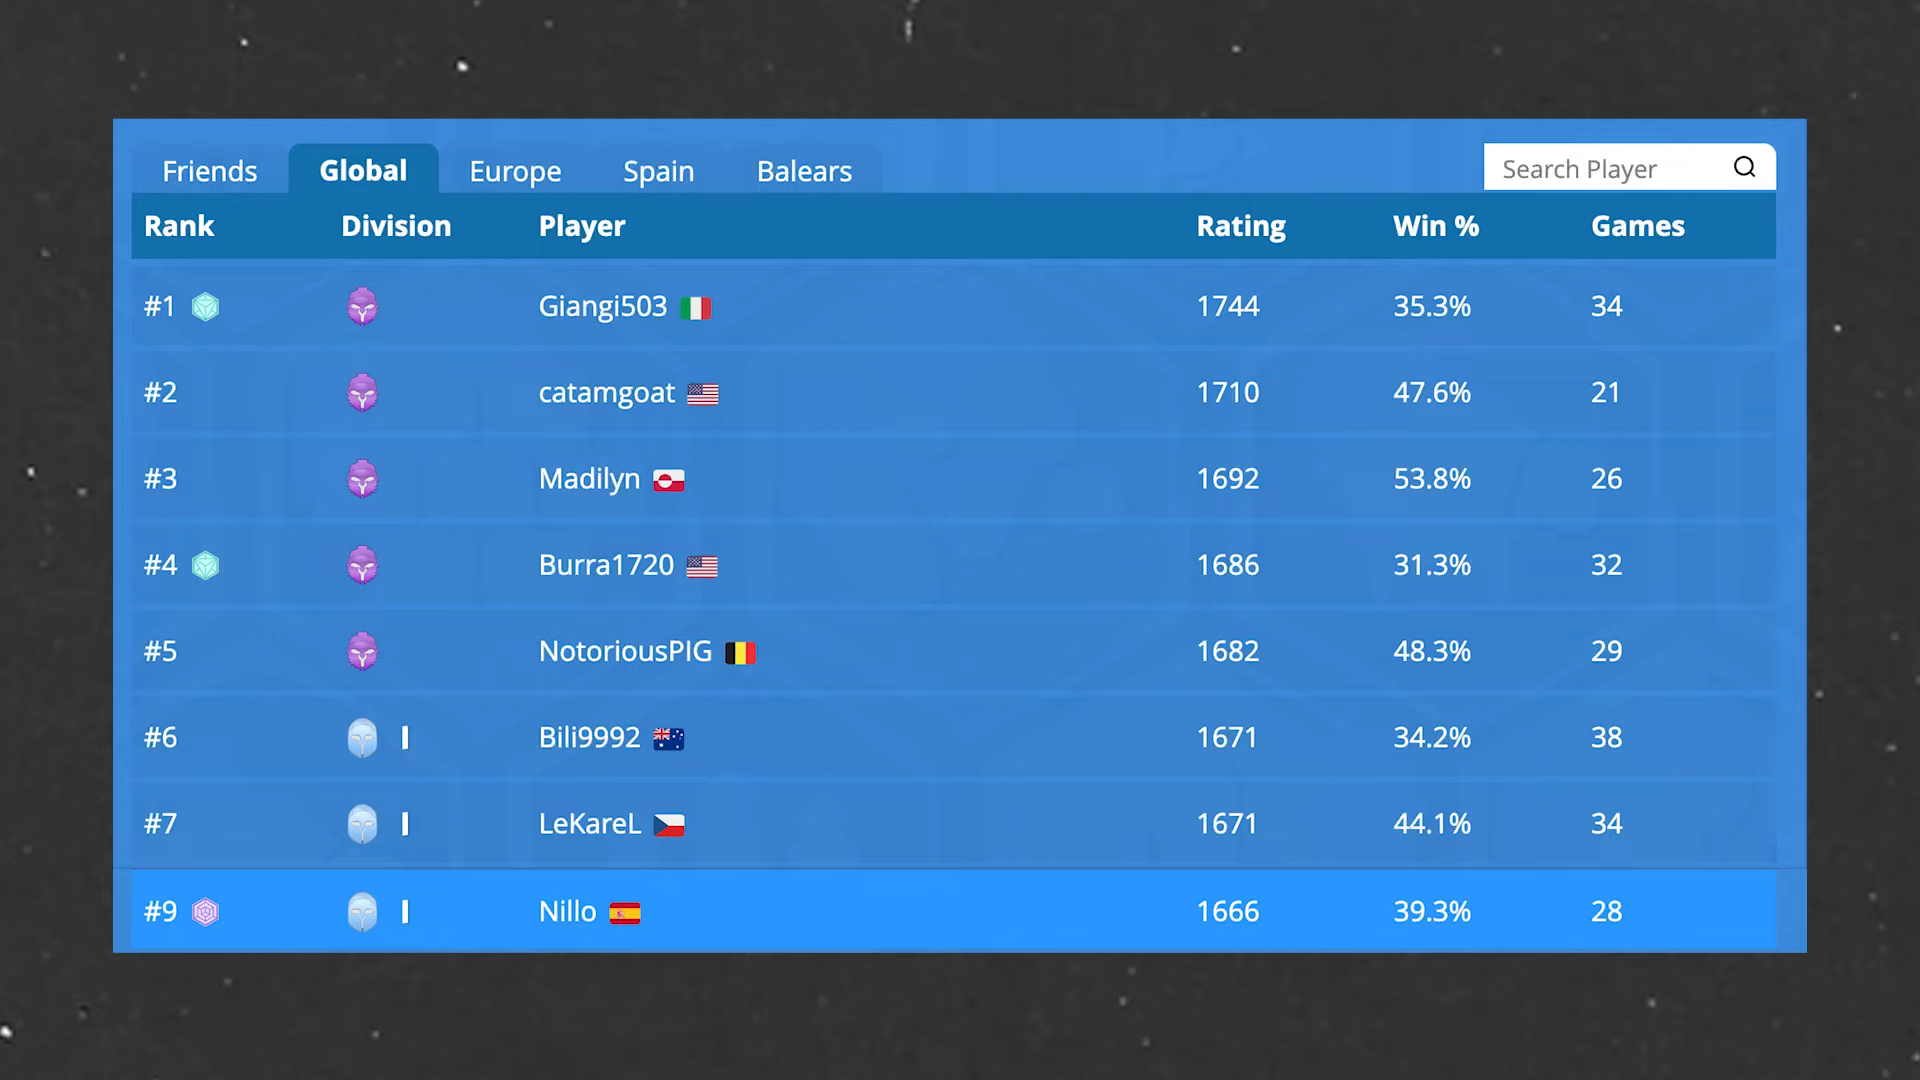 Friends Global Europe Spain Balears Search Player
Rank Division Player Rating Win % Games
#1 Giangi503 1744 35.3% 34
#2 catamgoat 1710 47.6% 21
#3 Madilyn 1692 53.8% 26
#4 Burra1720 1686 31.3% 32
#5 NotoriousPIG 1682 48.3% 29
#6 I Bili9992 1671 34.2% 38
#7 I LeKareL 1671 44.1% 34
#9 I Nillo 1666 39.3% 28